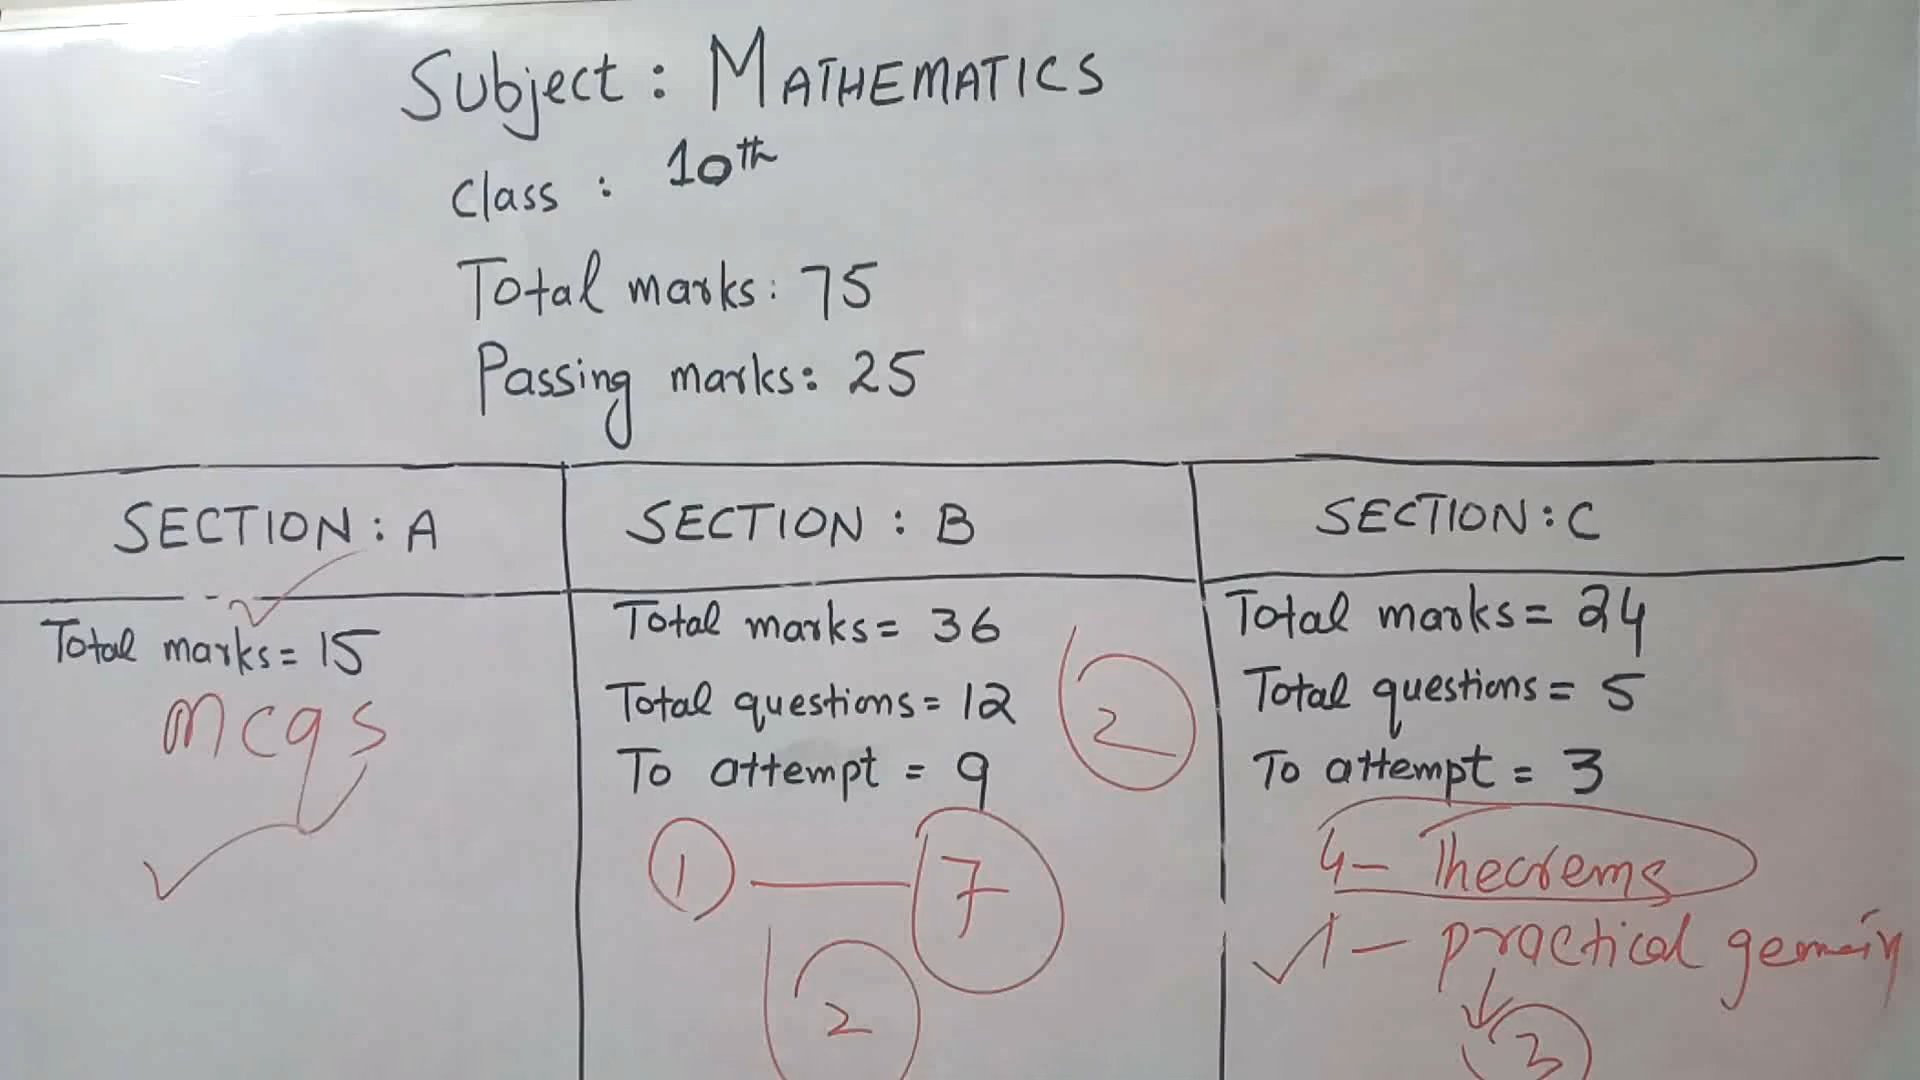 Subject: MATHEMATICS
Class: 10th
Total marks: 75
Passing marks: 25
SECTION: A
Total marks= 15
mcqs
SECTION: B
Total marks= 36
Total questions= 12
To attempt = 9
2
1 — 7
2
SECTION: C
Total marks= 24
Total questions= 5
To attempt = 3
4- Theorems
1- practical
3